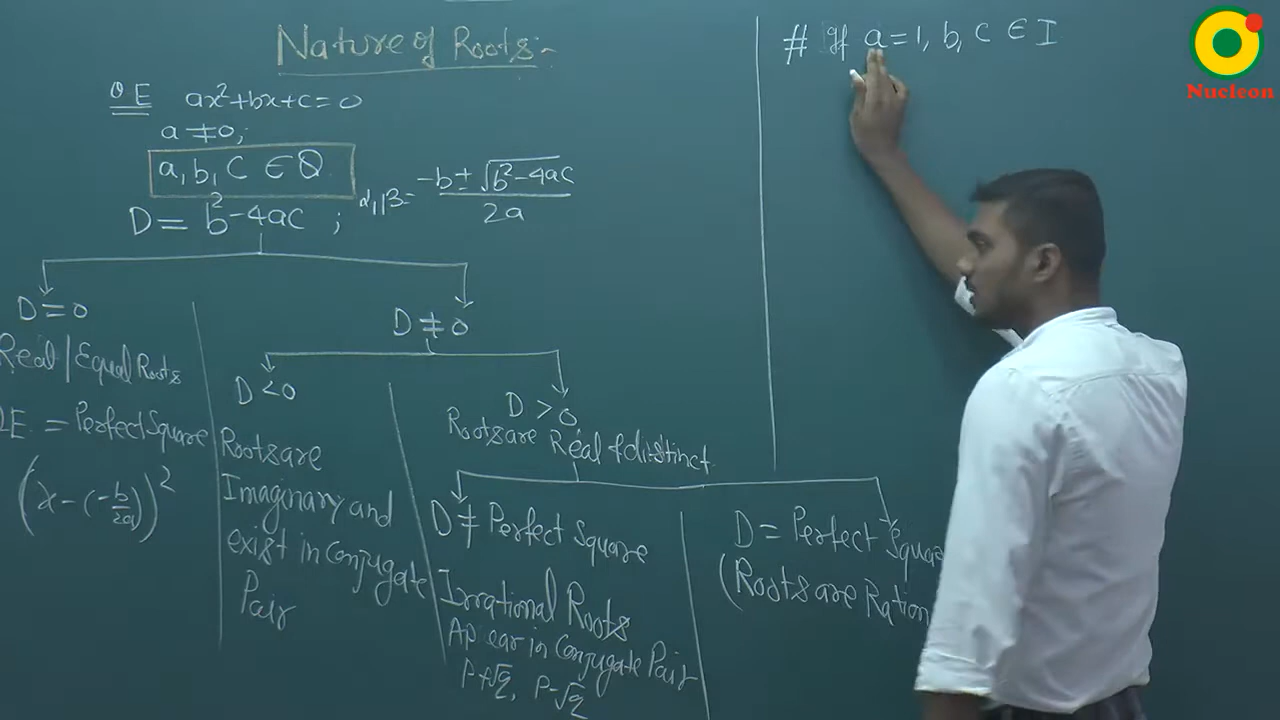 Nature of Roots:-
Q E ax²+bx+c=0
a ≠0;
a, b, C ∈ Q
D= b²-4ac ; α,β= -b± √b²-4ac / 2a
D=0
D ≠ 0
Real/Equal Roots
D <0
D > 0
QE. = Perfect Square
Roots are Real & distinct
(x-(-b/2a))²
Roots are
Imaginary and
exist in Conjugate
Pair
D ≠ Perfect Square
Irrational Roots
Appear in Conjugate Pair
P+√q, P-√q
D= Perfect Square
(Roots are Ration
# If a=1, b, C ∈ I
Nucleon